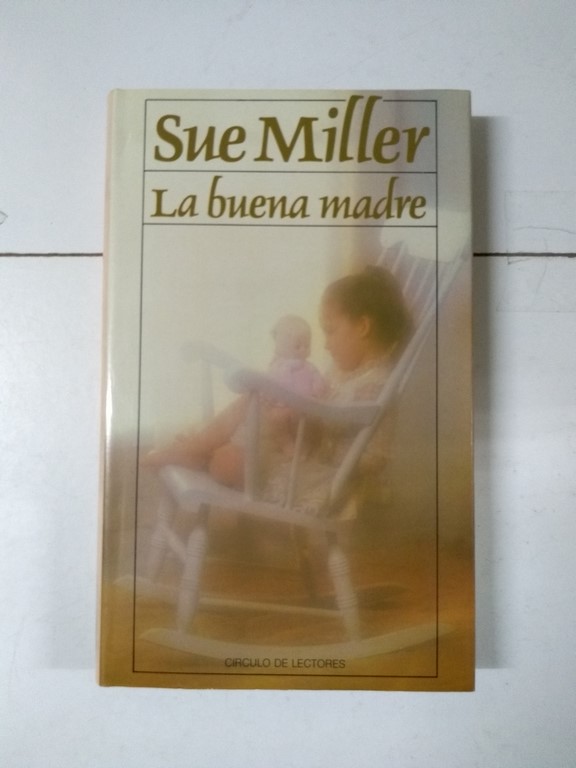 Sue Miller
La buena madre
CIRCULO DE LECTORES